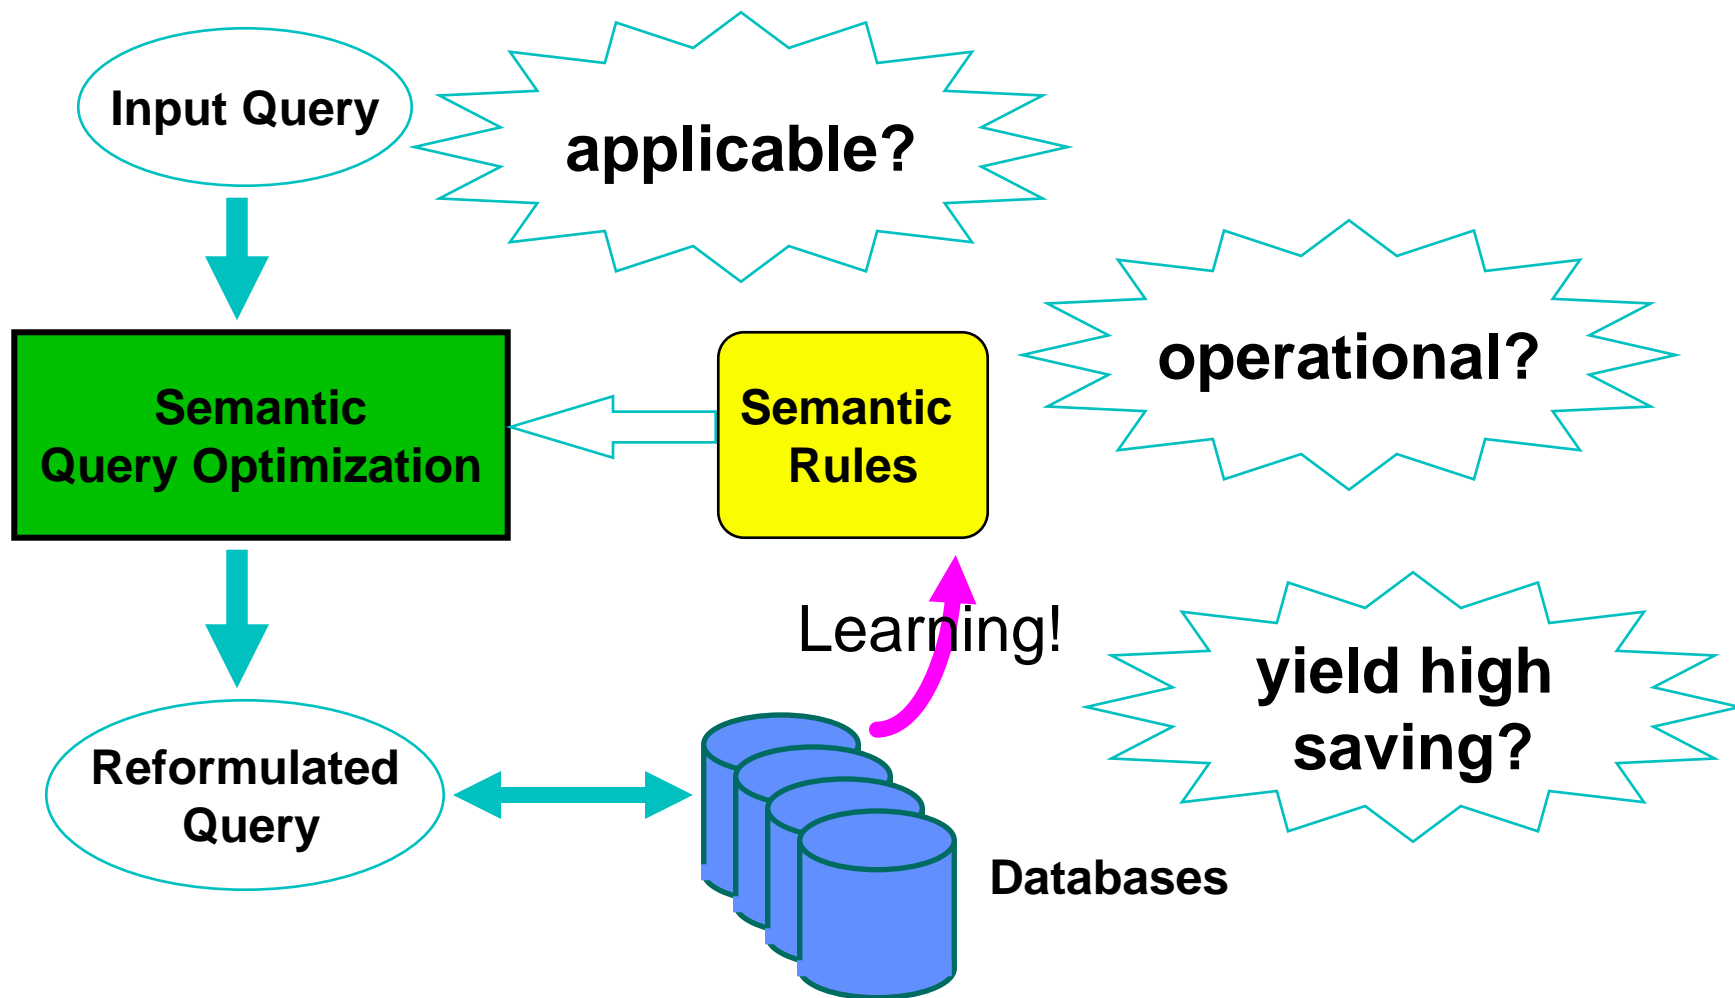 Input Query
applicable?
operational?
Semantic
Query Optimization
Semantic
Rules
Learning!
yield high
saving?
Reformulated
Query
Databases